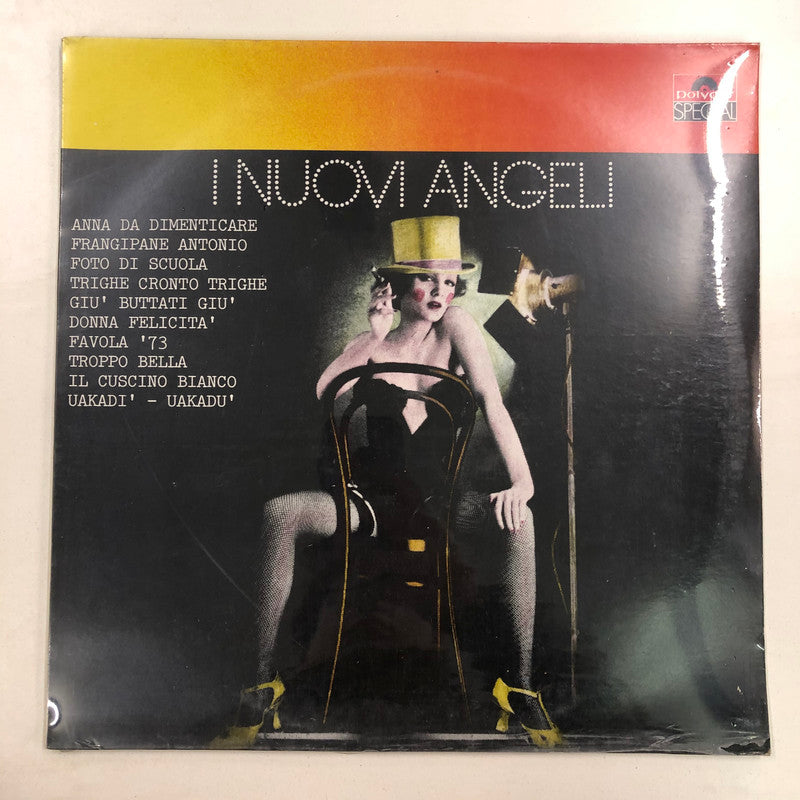 polydor
SPECIAL
I NUOVI ANGELI
ANNA DA DIMENTICARE
FRANGIPANE ANTONIO
FOTO DI SCUOLA
TRIGHE CRONTO TRIGHE
GIU' BUTTATI GIU'
DONNA FELICITA'
FAVOLA '73
TROPPO BELLA
IL CUSCINO BIANCO
UAKADI' - UAKADU'